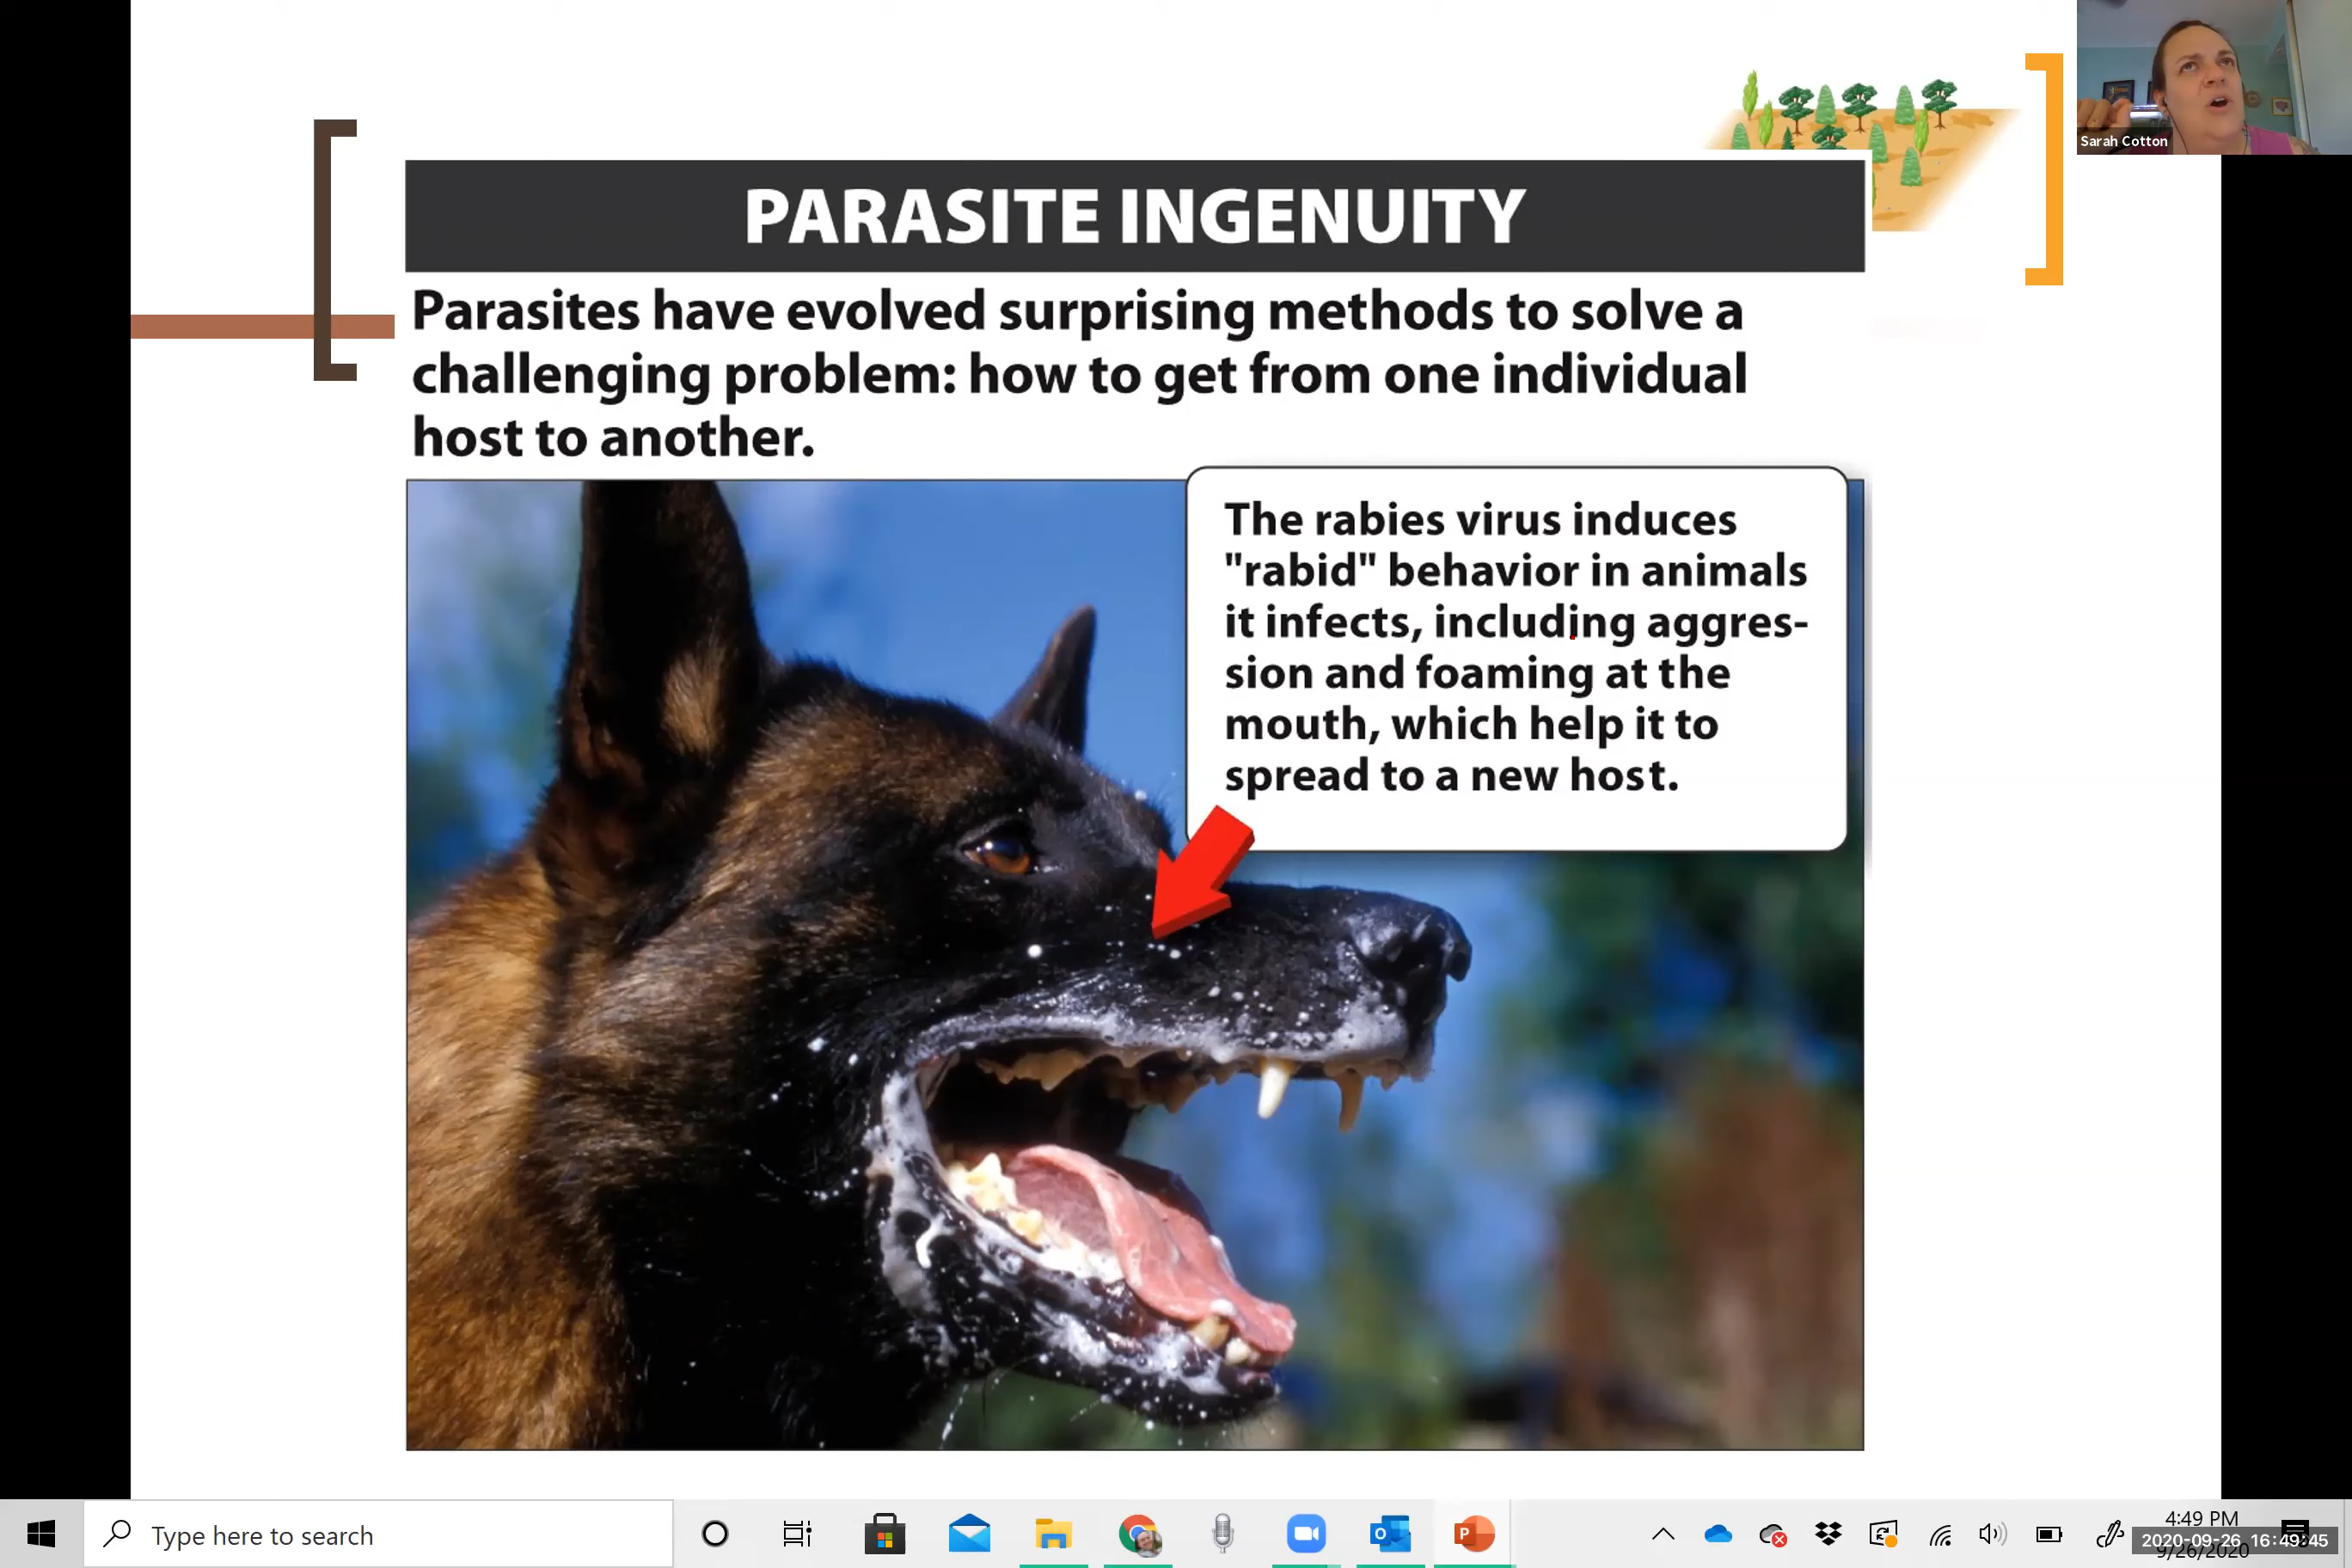 Sarah Cotton
PARASITE INGENUITY
Parasites have evolved surprising methods to solve a
challenging problem: how to get from one individual
host to another.
The rabies virus induces
"rabid" behavior in animals
it infects, including aggres-
sion and foaming at the
mouth, which help it to
spread to a new host.
Type here to search
4:49 PM
2020-09-26 16:49:45
9/26/2020